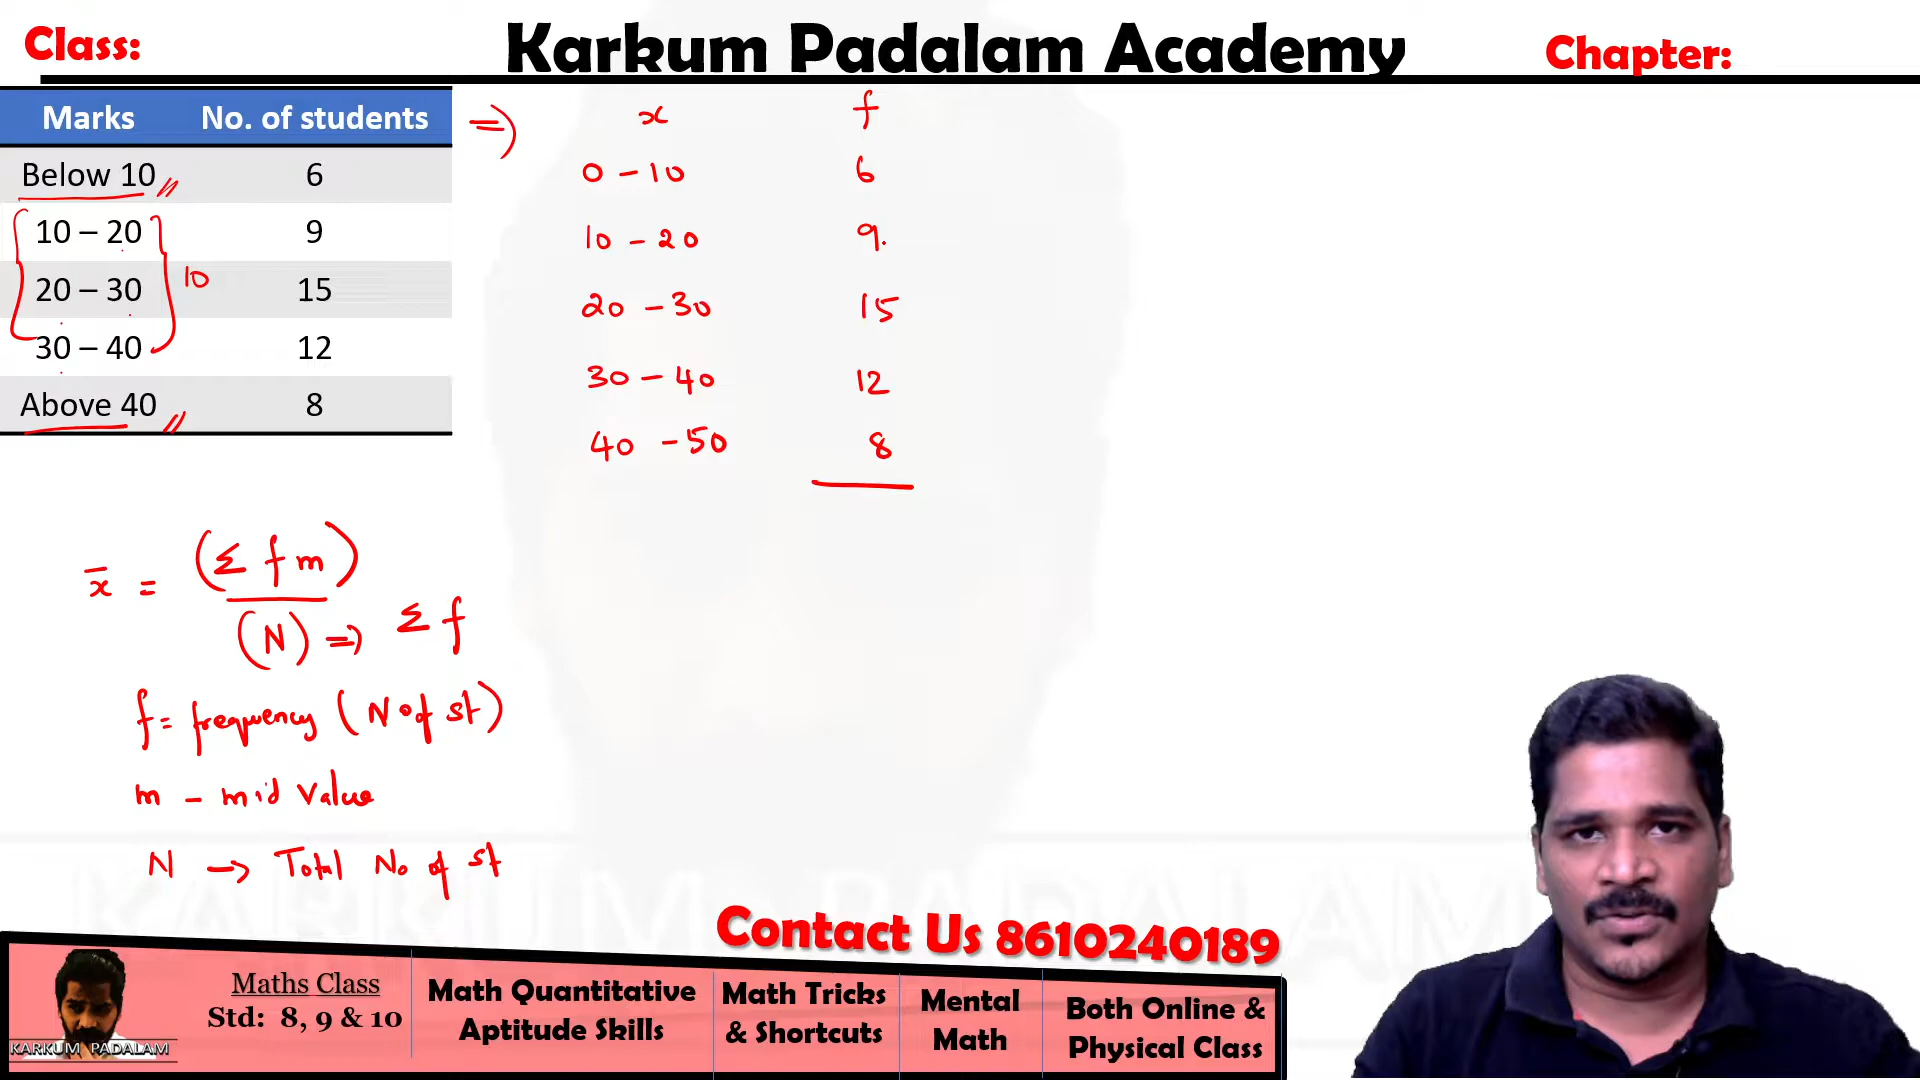 Class:
Karkum Padalam Academy
Chapter:
Marks No. of students
Below 10 6
10 – 20 9
20 – 30 15
30 – 40 12
Above 40 8
10
=> x f
0 – 10 6
10 – 20 9.
20 – 30 15
30 – 40 12
40 – 50 8
x̄ = (Σ f m)
(N) => Σ f
f = frequency (N of st)
m – mid value
N → Total No of st
KARKUM PADALAM
Contact Us 8610240189
KARKUM PADALAM
Maths Class
Std: 8, 9 & 10
Math Quantitative
Aptitude Skills
Math Tricks
& Shortcuts
Mental
Math
Both Online &
Physical Class